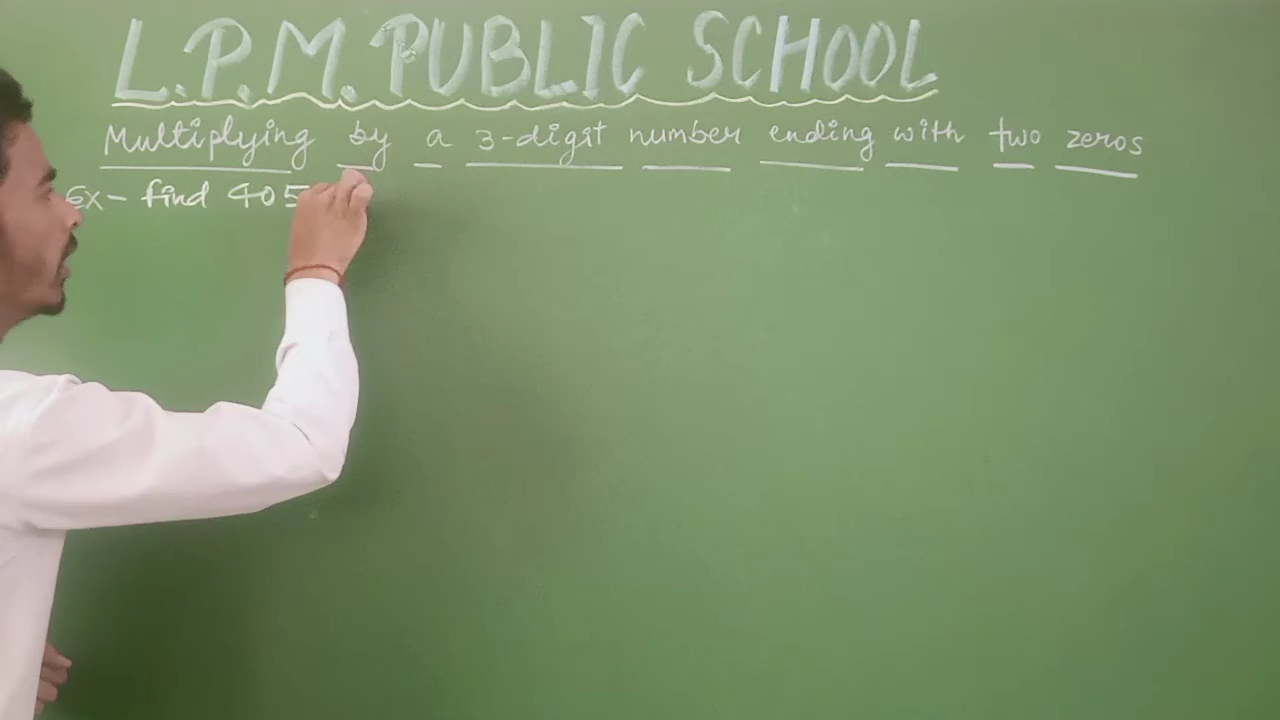 L.P.M. PUBLIC SCHOOL
Multiplying by a 3-digit number ending with two zeros
Ex- find 405